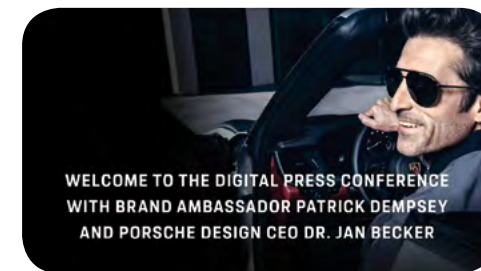 WELCOME TO THE DIGITAL PRESS CONFERENCE
WITH BRAND AMBASSADOR PATRICK DEMPSEY
AND PORSCHE DESIGN CEO DR. JAN BECKER